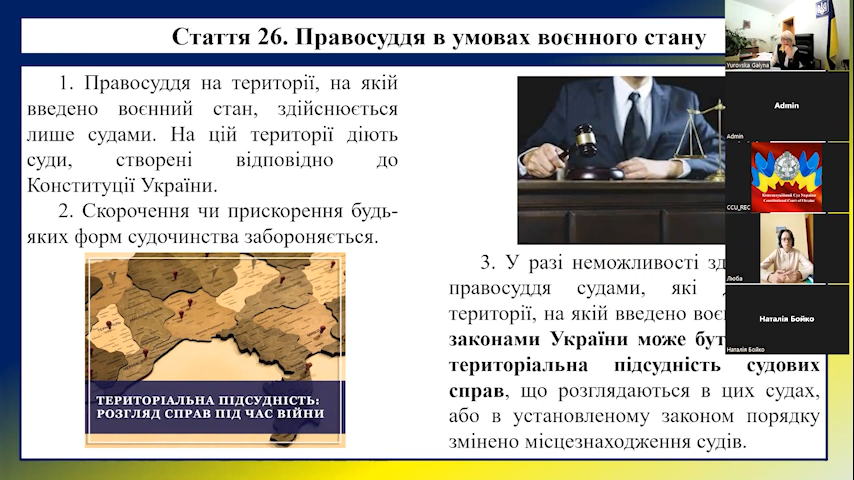 Стаття 26. Правосуддя в умовах воєнного стану
1. Правосуддя на території, на якій
введено воєнний стан, здійснюється
лише судами. На цій території діють
суди, створені відповідно до
Конституції України.
2. Скорочення чи прискорення будь-
яких форм судочинства забороняється.
ТЕРИТОРІАЛЬНА ПІДСУДНІСТЬ:
РОЗГЛЯД СПРАВ ПІД ЧАС ВІЙНИ
3. У разі неможливості
правосуддя судами, які
території, на якій введено
законами України може
територіальна підсудність судових
справ, що розглядаються в цих судах,
або в установленому законом порядку
змінено місцезнаходження судів.
Yurovska Galyna
Admin
Admin
Конституційний Суд України
Constitutional Court of Ukraine
CCU_REC
Люба
Наталія Бойко
Наталія Бойко